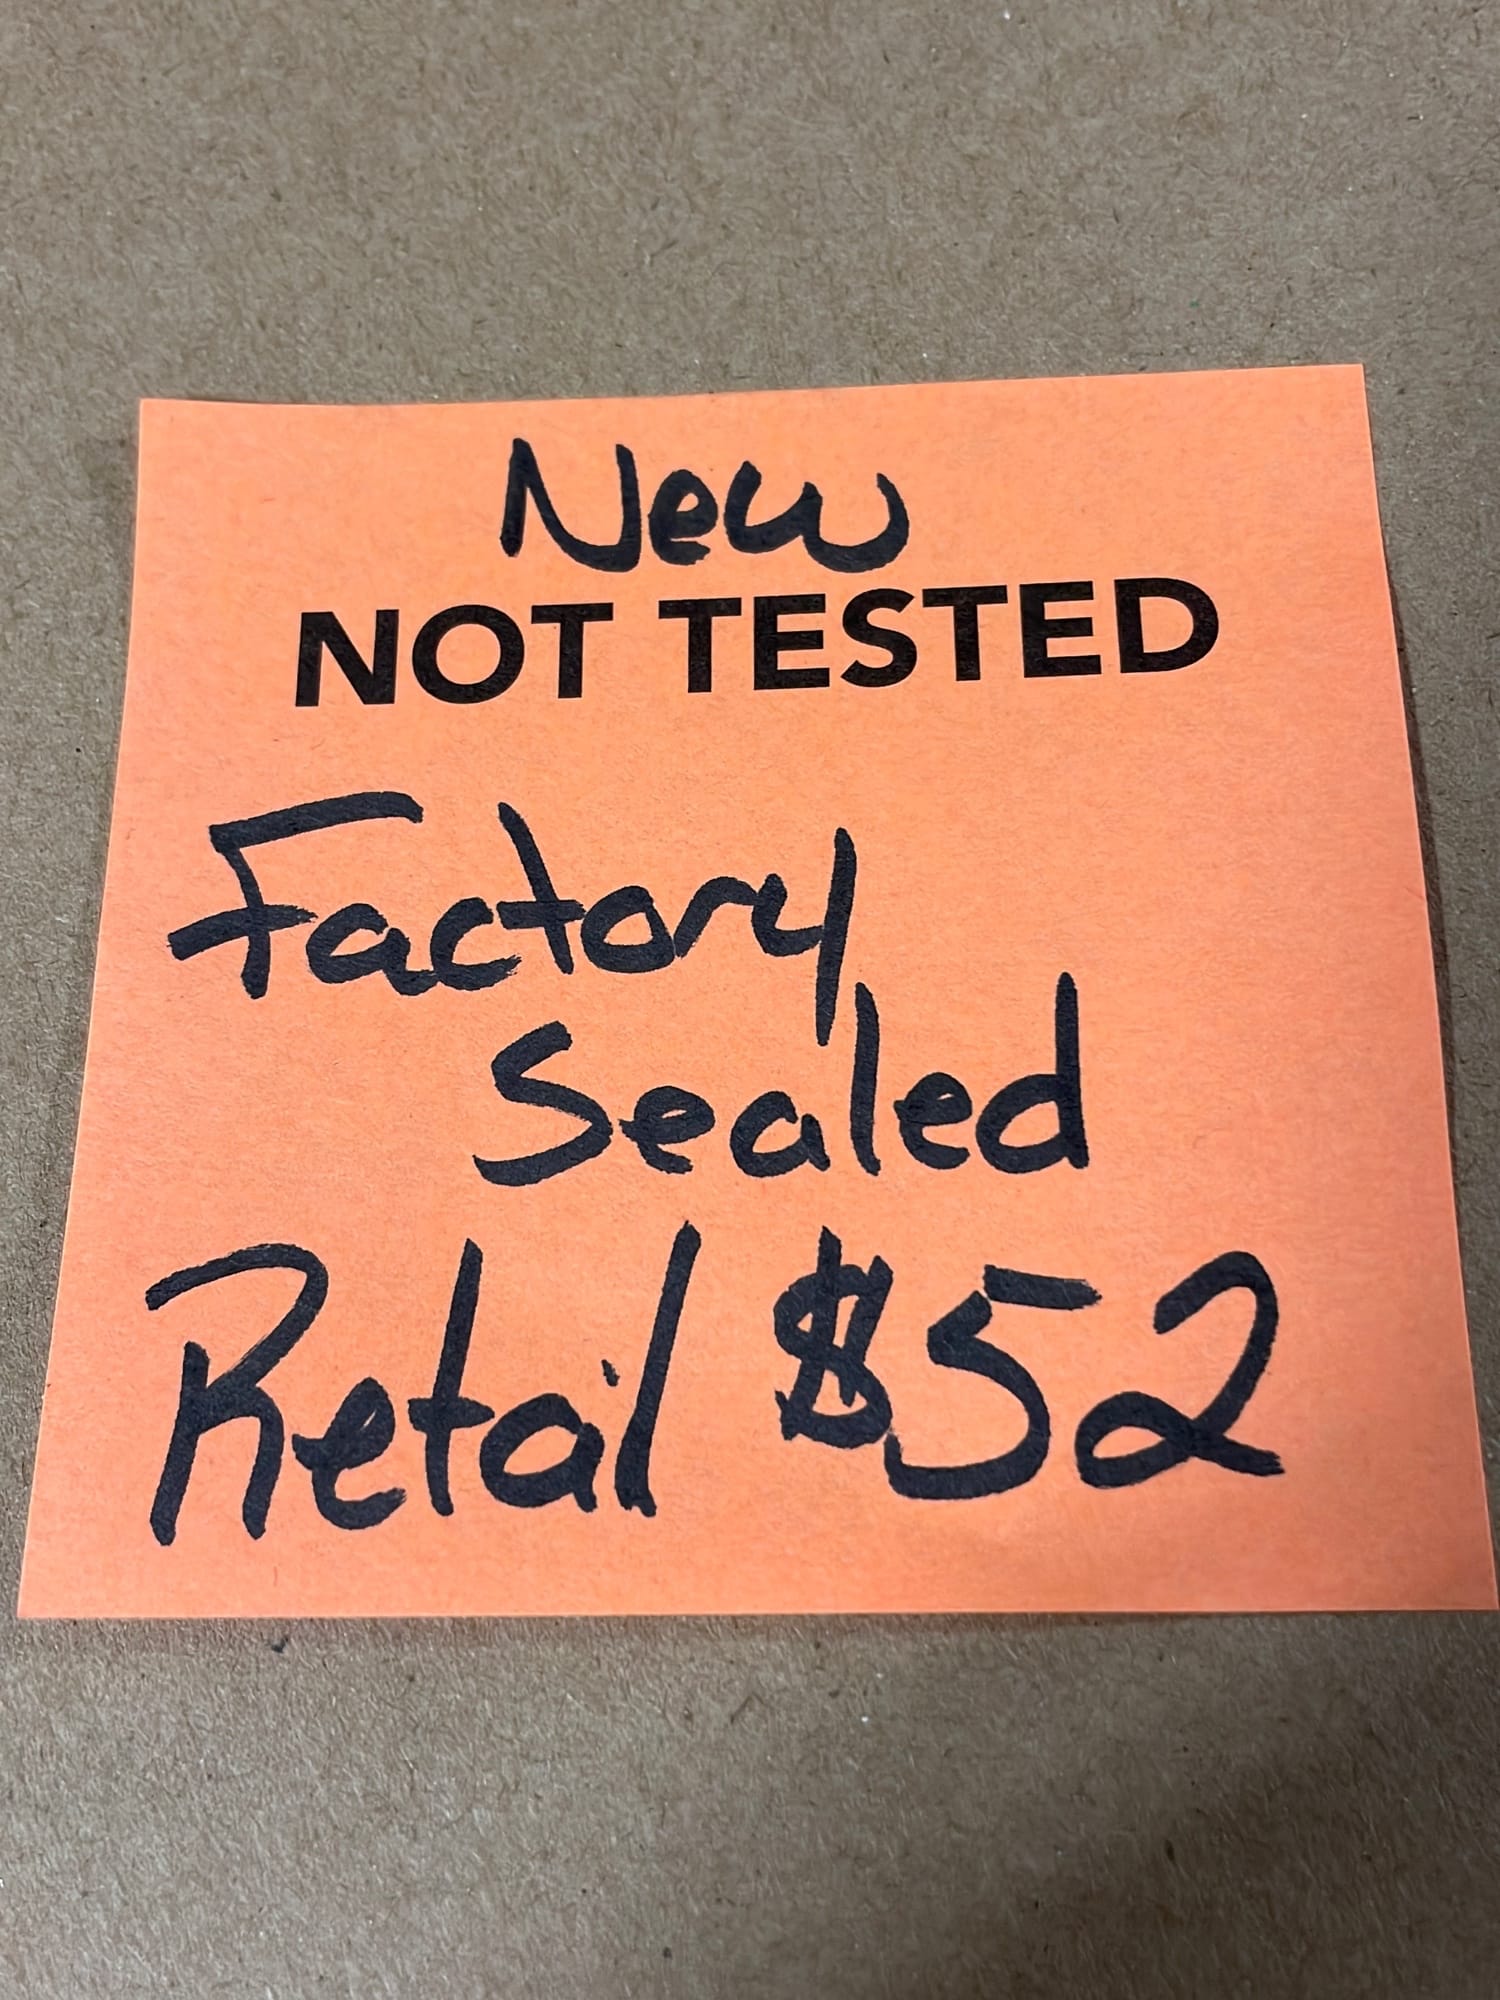 New
NOT TESTED
Factory
Sealed
Retail $52